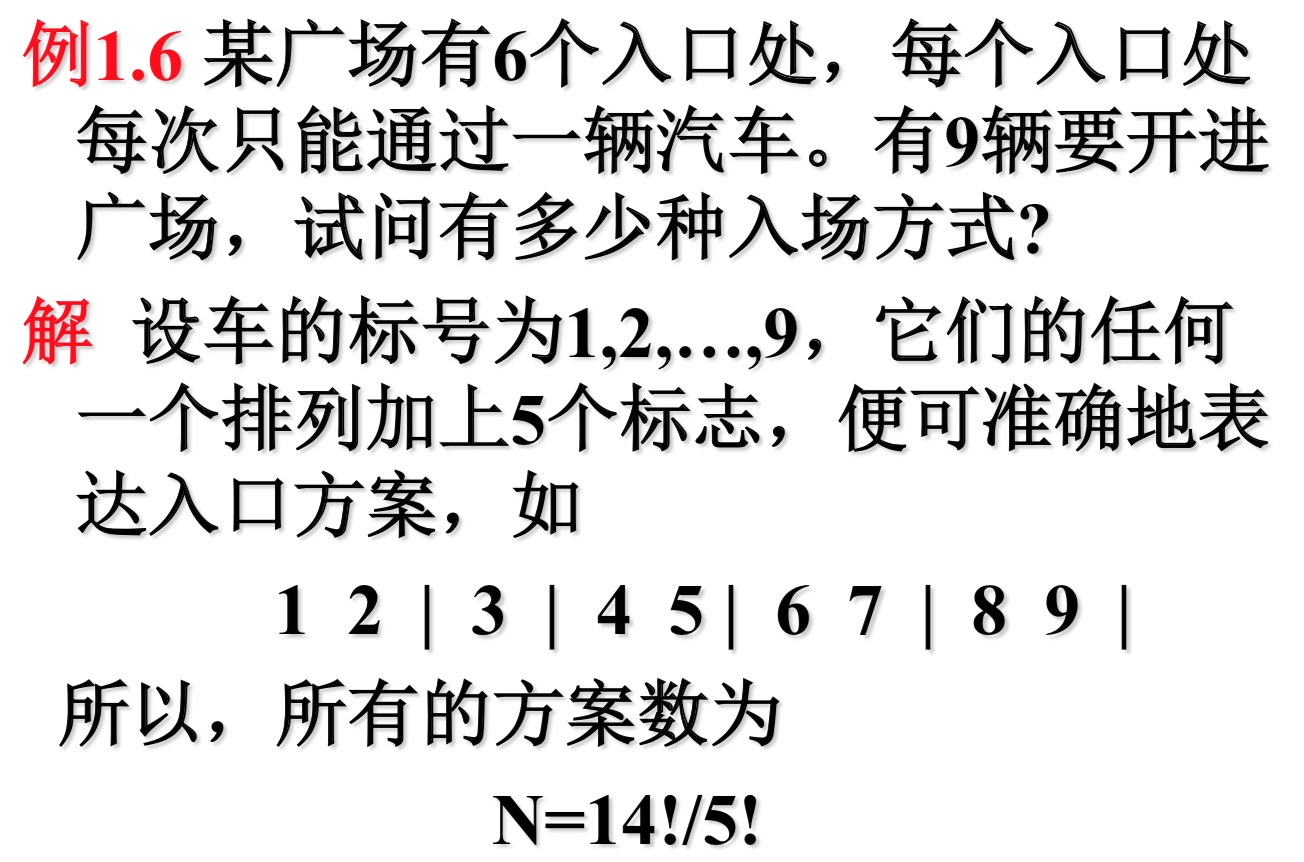 例1.6 某广场有6个入口处，每个入口处
每次只能通过一辆汽车。有9辆要开进
广场，试问有多少种入场方式?
解 设车的标号为1,2,…,9，它们的任何
一个排列加上5个标志，便可准确地表
达入口方案，如
1 2 | 3 | 4 5 | 6 7 | 8 9 |
所以，所有的方案数为
N=14!/5!